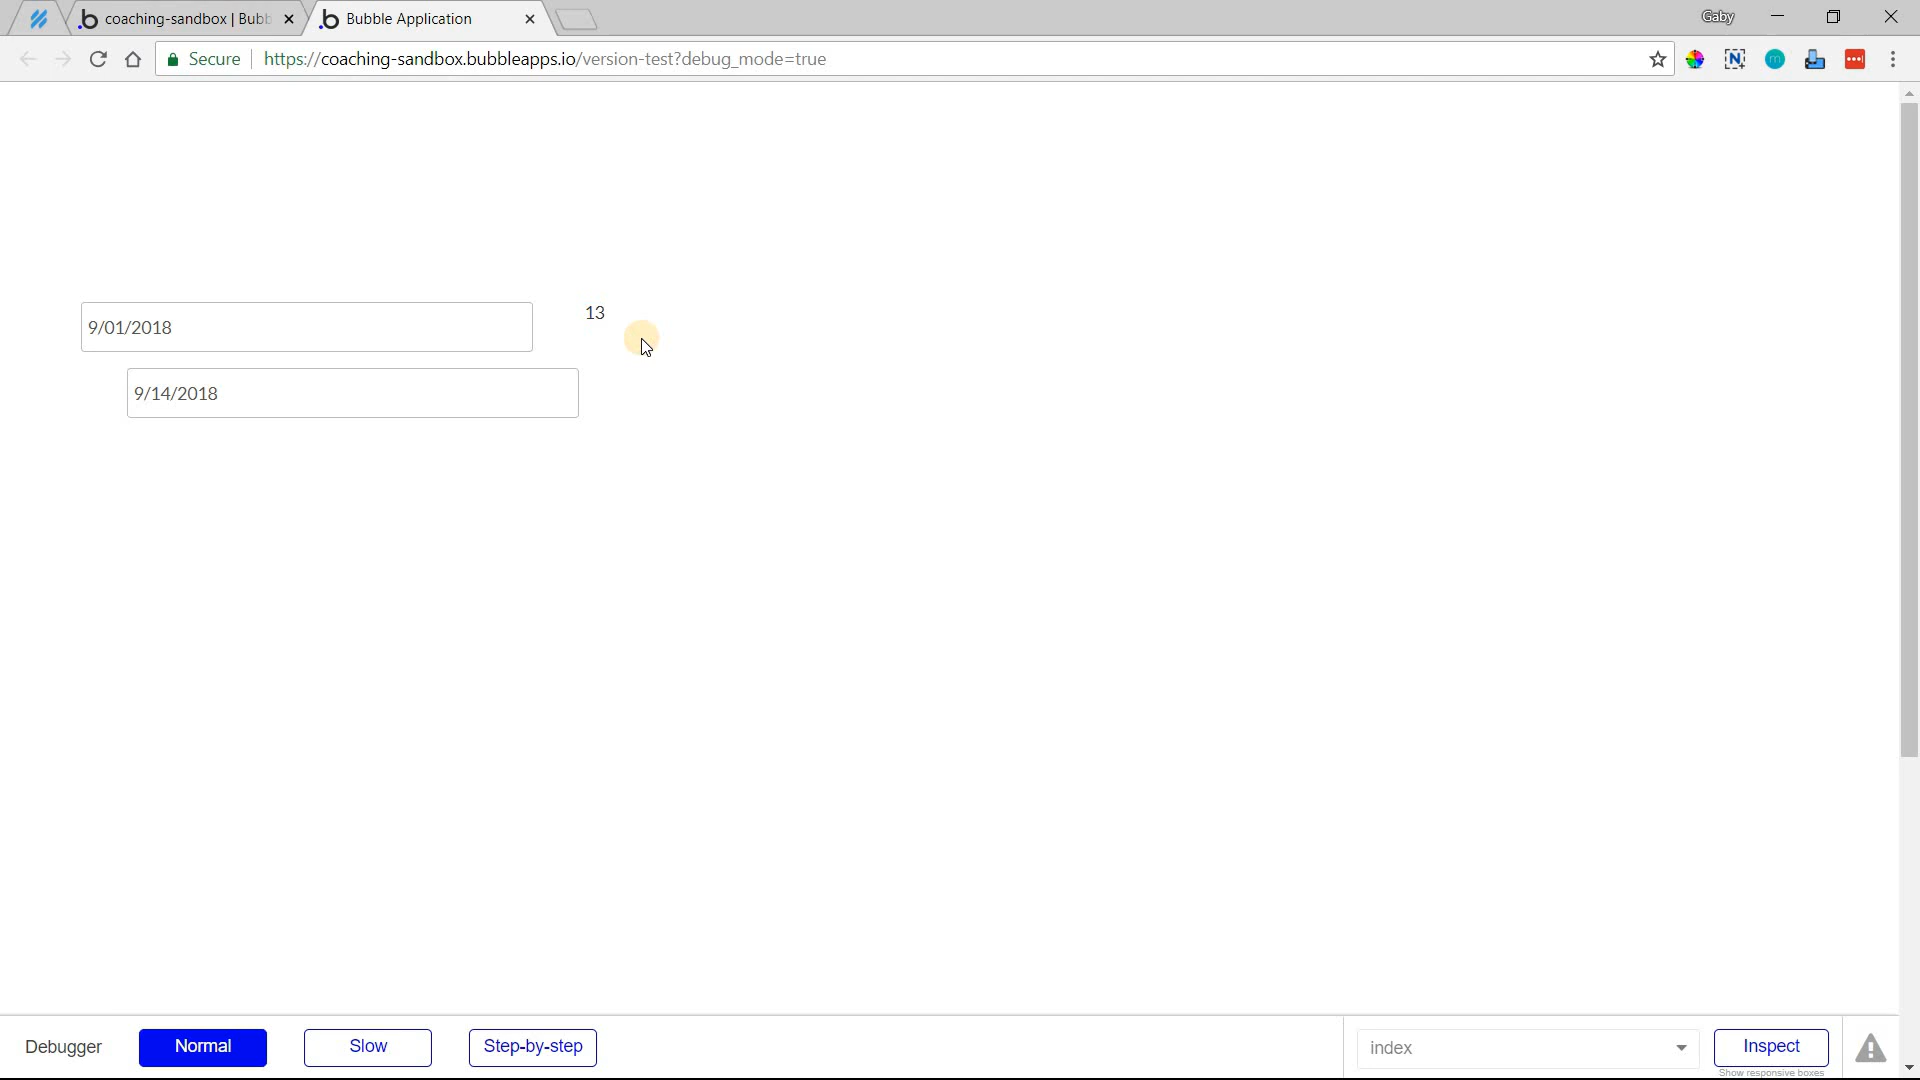 coaching-sandbox | Bubb
Bubble Application
Gaby
Secure
https://coaching-sandbox.bubbleapps.io/version-test?debug_mode=true
9/01/2018
13
9/14/2018
Debugger
Normal
Slow
Step-by-step
index
Inspect
Show responsive boxes